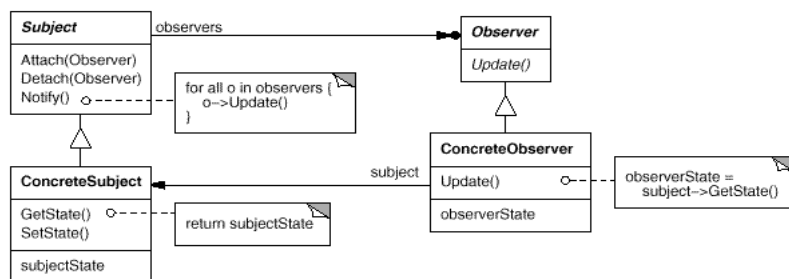 Subject
observers
Observer
Attach(Observer)
Detach(Observer)
Notify()
for all o in observers {
o->Update()
}
Update()
ConcreteSubject
GetState()
SetState()
subjectState
return subjectState
subject
ConcreteObserver
Update()
observerState
observerState =
subject->GetState()